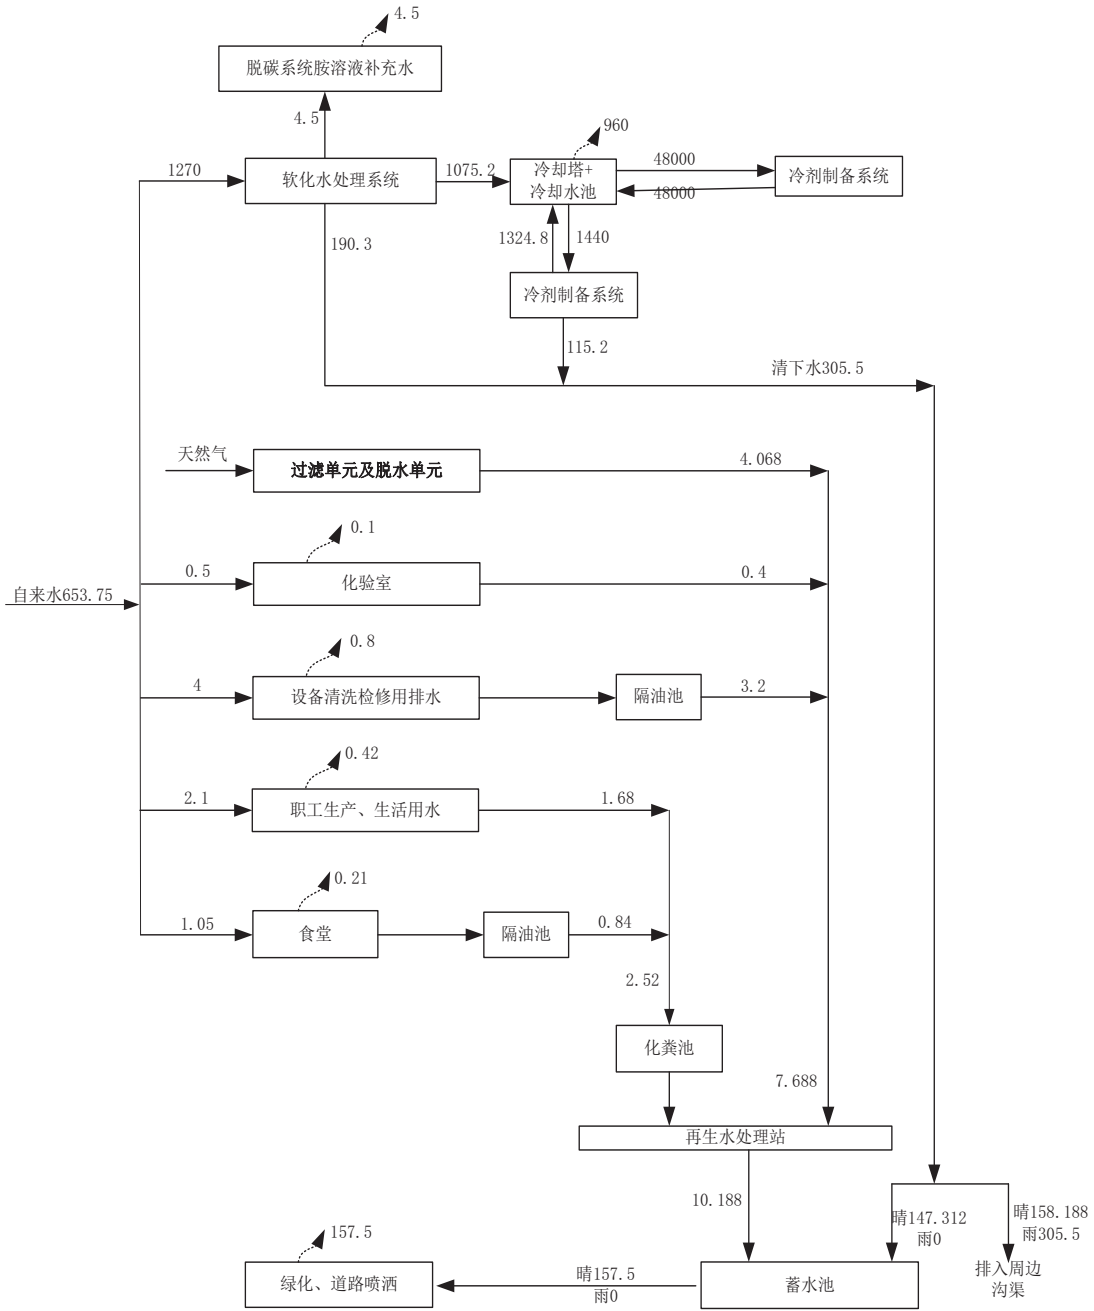 4.5
脱碳系统胺溶液补充水
4.5
960
1270
软化水处理系统
1075.2
冷却塔+
冷却水池
48000
48000
冷剂制备系统
190.3
1324.8
1440
冷剂制备系统
115.2
清下水305.5
天然气
过滤单元及脱水单元
4.068
0.1
0.5
化验室
0.4
自来水653.75
0.8
4
设备清洗检修用排水
隔油池
3.2
0.42
2.1
职工生产、生活用水
1.68
0.21
1.05
食堂
隔油池
0.84
2.52
化粪池
7.688
再生水处理站
10.188
晴147.312
雨0
晴158.188
雨305.5
157.5
绿化、道路喷洒
晴157.5
雨0
蓄水池
排入周边
沟渠